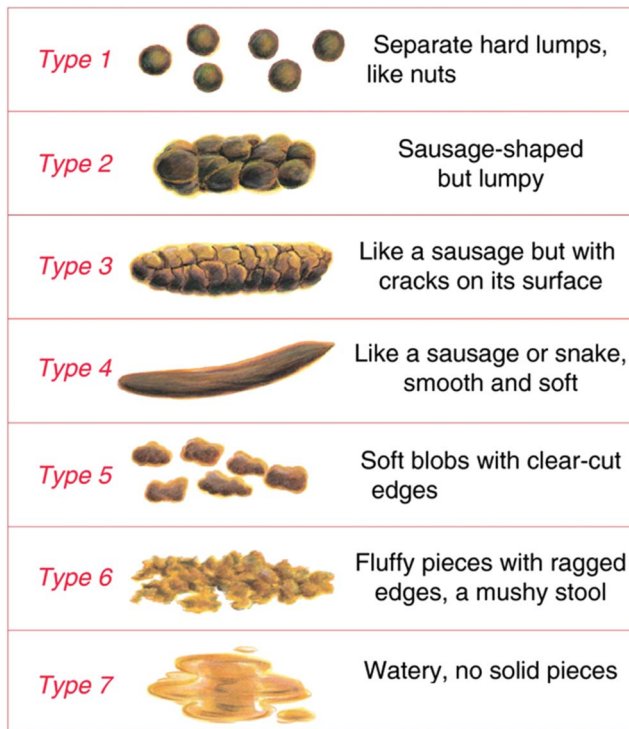 Type 1
Separate hard lumps,
like nuts
Type 2
Sausage-shaped
but lumpy
Type 3
Like a sausage but with
cracks on its surface
Type 4
Like a sausage or snake,
smooth and soft
Type 5
Soft blobs with clear-cut
edges
Type 6
Fluffy pieces with ragged
edges, a mushy stool
Type 7
Watery, no solid pieces